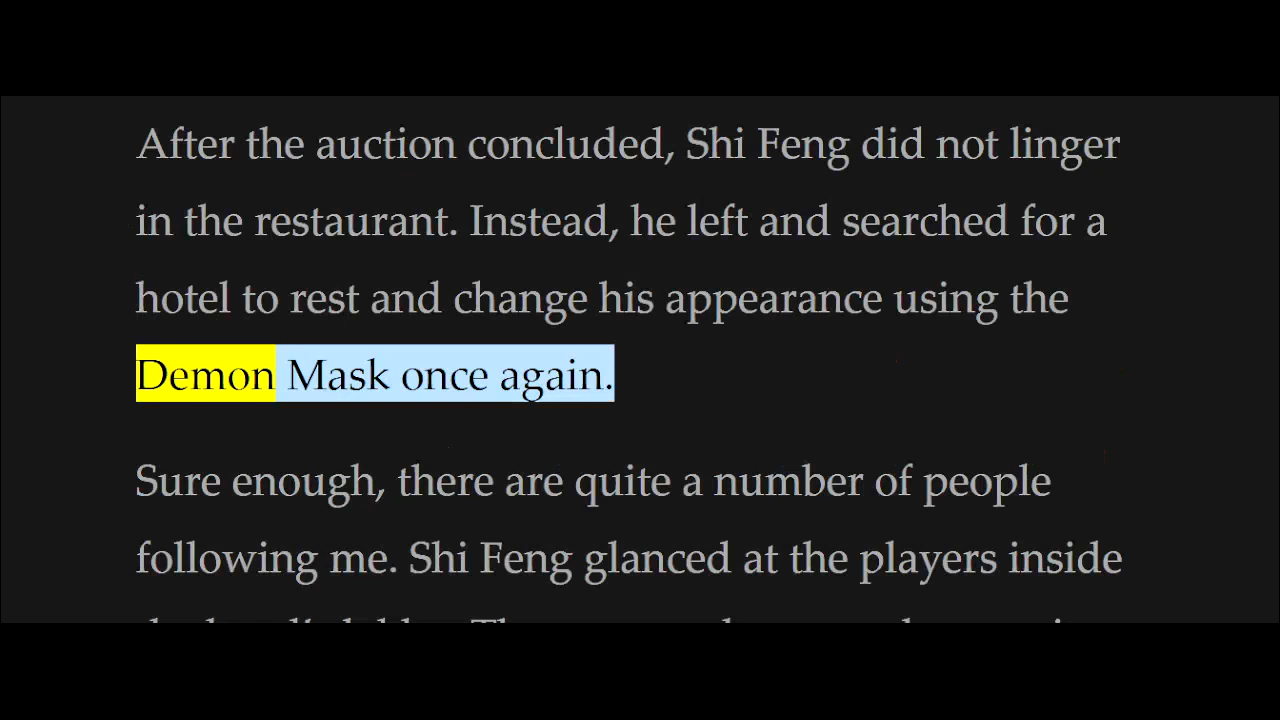 After the auction concluded, Shi Feng did not linger
in the restaurant. Instead, he left and searched for a
hotel to rest and change his appearance using the
Demon Mask once again.
Sure enough, there are quite a number of people
following me. Shi Feng glanced at the players inside